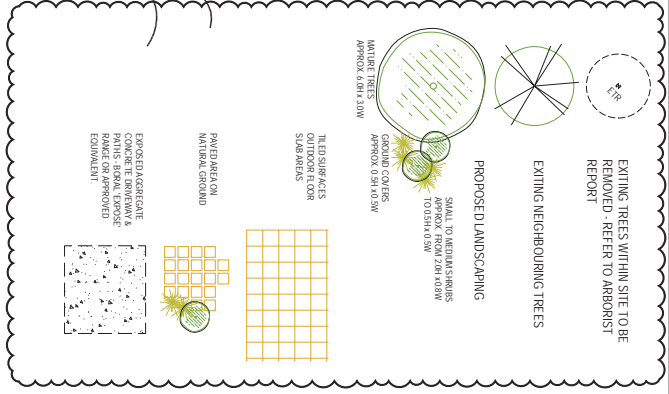 ETR
EXITING TREES WITHIN SITE TO BE
REMOVED - REFER TO ARBORIST
REPORT
EXITING NEIGHBOURING TREES
PROPOSED LANDSCAPING
MATURE TREES
APPROX. 6.0H x 3.0W
SMALL TO MEDIUM SHRUBS
APPROX. FROM 2.0H x 0.8W
TO 0.5H x 0.5W
GROUND COVERS
APPROX. 0.5H x 0.5W
TILED SURFACES
OUTDOOR FLOOR
SLAB AREAS
PAVED AREA ON
NATURAL GROUND
EXPOSED AGGREGATE
CONCRETE DRIVEWAY &
PATHS - BORAL 'EXPOSE'
RANGE OR APPROVED
EQUIVALENT.